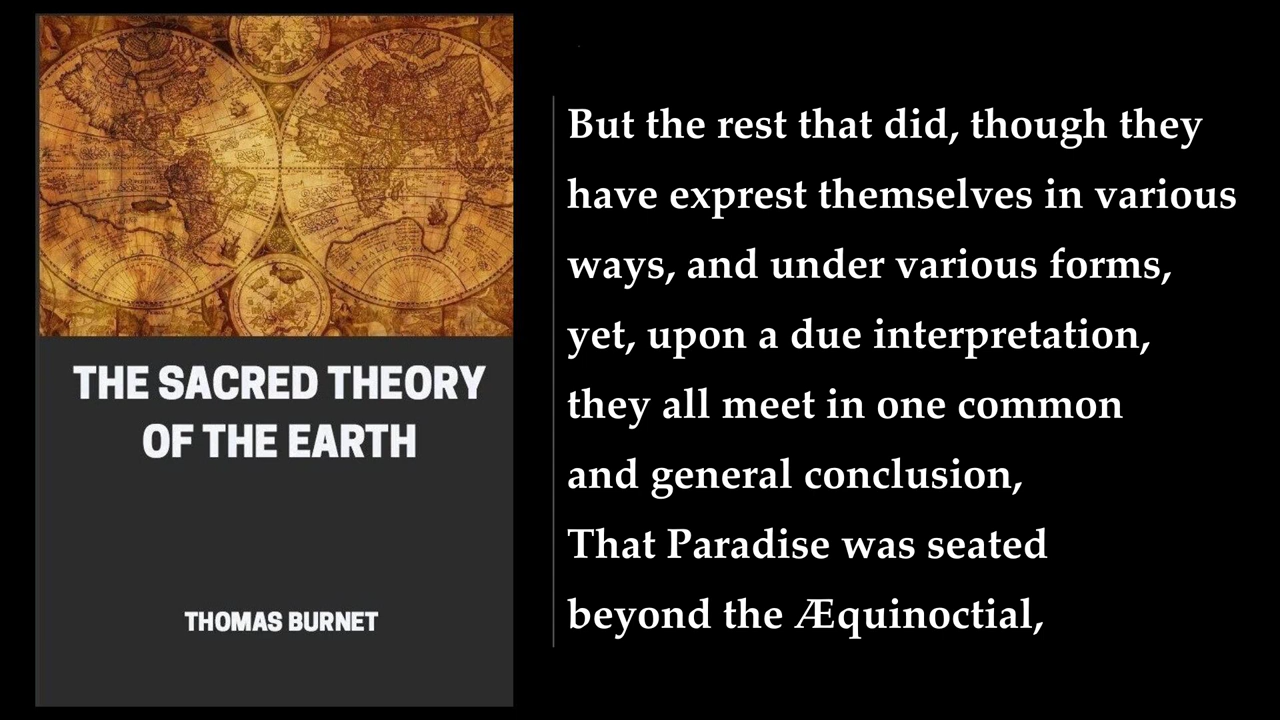 THE SACRED THEORY
OF THE EARTH
THOMAS BURNET
But the rest that did, though they
have exprest themselves in various
ways, and under various forms,
yet, upon a due interpretation,
they all meet in one common
and general conclusion,
That Paradise was seated
beyond the Æquinoctial,